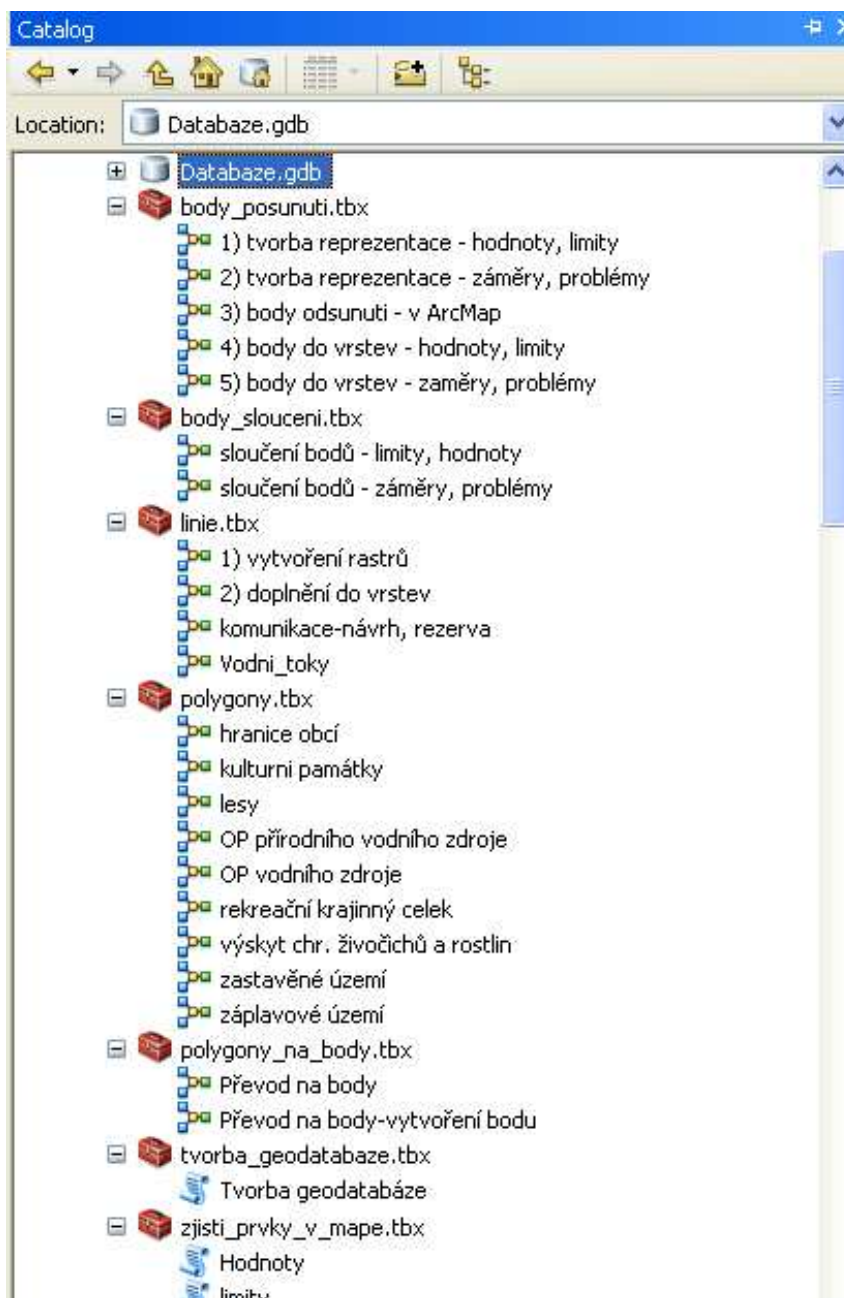 Catalog
Location: Databaze.gdb
Databaze.gdb
body_posunuti.tbx
1) tvorba reprezentace - hodnoty, limity
2) tvorba reprezentace - záměry, problémy
3) body odsunuti - v ArcMap
4) body do vrstev - hodnoty, limity
5) body do vrstev - zaměry, problémy
body_slouceni.tbx
sloučení bodů - limity, hodnoty
sloučení bodů - záměry, problémy
linie.tbx
1) vytvoření rastrů
2) doplnění do vrstev
komunikace-návrh, rezerva
Vodni_toky
polygony.tbx
hranice obcí
kulturni památky
lesy
OP přírodního vodního zdroje
OP vodního zdroje
rekreační krajinný celek
výskyt chr. živočichů a rostlin
zastavěné území
záplavové území
polygony_na_body.tbx
Převod na body
Převod na body-vytvoření bodu
tvorba_geodatabaze.tbx
Tvorba geodatabáze
zjisti_prvky_v_mape.tbx
Hodnoty
limity